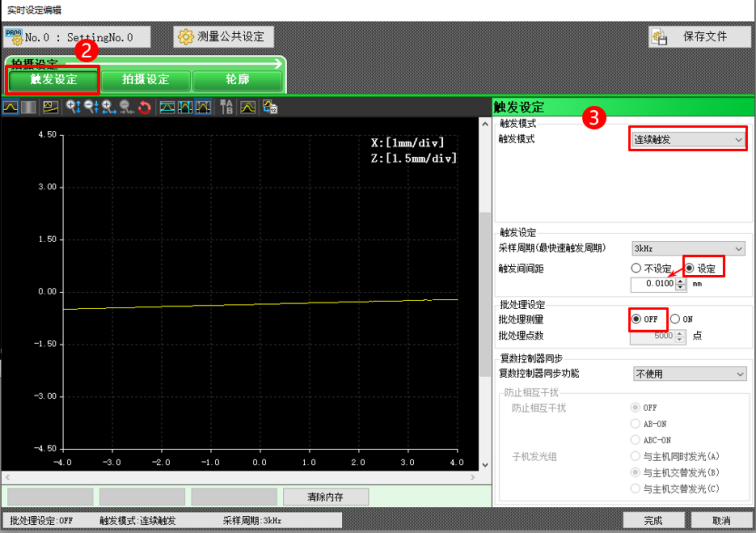 实时设定编辑
No.0 : SettingNo.0
测量公共设定
保存文件
2
拍摄设定
触发设定
拍摄设定
轮廓
X:[1mm/div]
Z:[1.5mm/div]
4.50
3.00
1.50
0.00
-1.50
-3.00
-4.50
-4.0 -3.0 -2.0 -1.0 0.0 1.0 2.0 3.0 4.0
清除内存
触发设定
3
触发模式
触发模式 连续触发
触发设定
采样周期(最快速触发周期) 3kHz
触发间间距 不设定 设定
0.0100 mm
批处理设定
批处理测量 OFF ON
批处理点数 5000 点
复数控制器同步
复数控制器同步功能 不使用
防止相互干扰
防止相互干扰 OFF
AB-ON
ABC-ON
子机发光组 与主机同时发光(A)
与主机交替发光(B)
与主机交替发光(C)
批处理设定:OFF 触发模式:连续触发 采样周期:3kHz
完成 取消